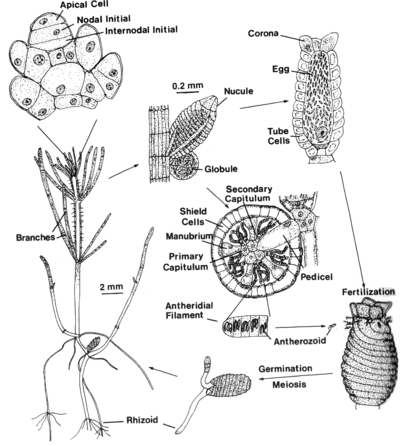 Apical Cell
Nodal Initial
Internodal Initial
Corona
0.2 mm
Nucule
Egg
Tube
Cells
Globule
Secondary
Capitulum
Shield
Cells
Branches
Manubrium
Primary
Capitulum
2 mm
Pedicel
Fertilization
Antheridial
Filament
Antherozoid
Germination
Meiosis
Rhizoid